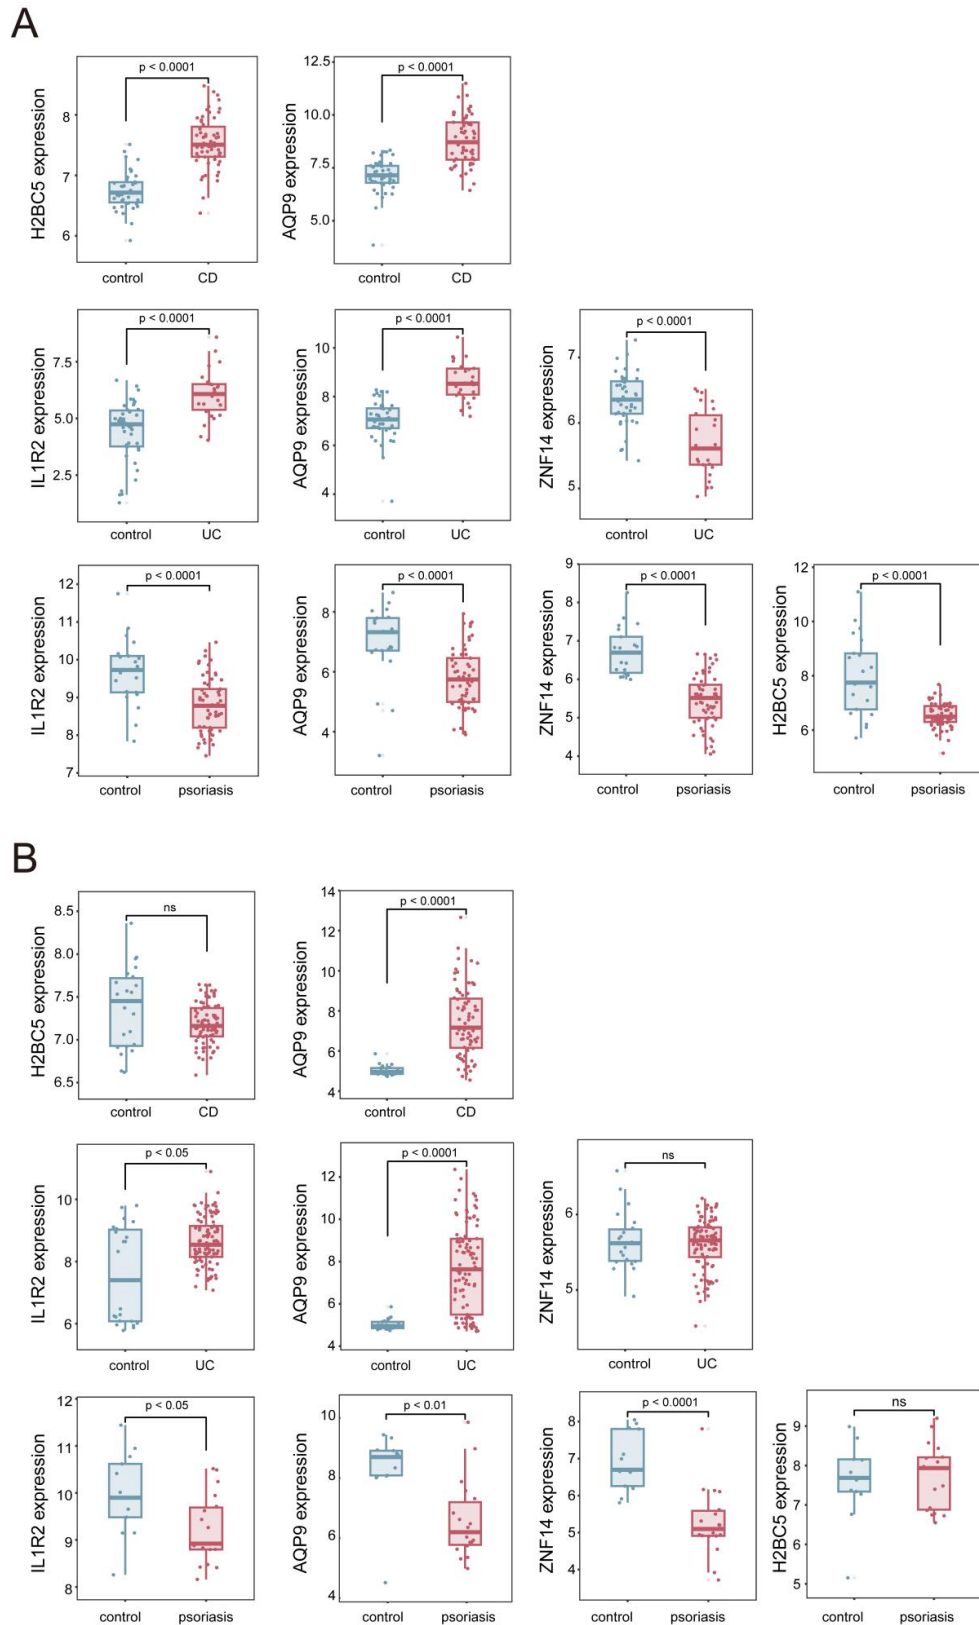 A
p < 0.0001
H2BC5 expression
8
7
6
control CD
p < 0.0001
AQP9 expression
12.5
10.0
7.5
5.0
control CD
p < 0.0001
IL1R2 expression
7.5
5.0
2.5
control UC
p < 0.0001
AQP9 expression
10
8
6
4
control UC
p < 0.0001
ZNF14 expression
7
6
5
control UC
p < 0.0001
IL1R2 expression
12
11
10
9
8
7
control psoriasis
p < 0.0001
AQP9 expression
8
6
4
control psoriasis
p < 0.0001
ZNF14 expression
9
8
7
6
5
4
control psoriasis
p < 0.0001
H2BC5 expression
12
10
8
6
control psoriasis
B
ns
H2BC5 expression
8.5
8.0
7.5
7.0
6.5
control CD
p < 0.0001
AQP9 expression
14
12
10
8
6
4
control CD
p < 0.05
IL1R2 expression
10
8
6
control UC
p < 0.0001
AQP9 expression
12
10
8
6
4
control UC
ns
ZNF14 expression
6
5
control UC
p < 0.05
IL1R2 expression
12
11
10
9
8
control psoriasis
p < 0.01
AQP9 expression
10
8
6
4
control psoriasis
p < 0.0001
ZNF14 expression
8
7
6
5
4
control psoriasis
ns
H2BC5 expression
9
8
7
6
5
control psoriasis